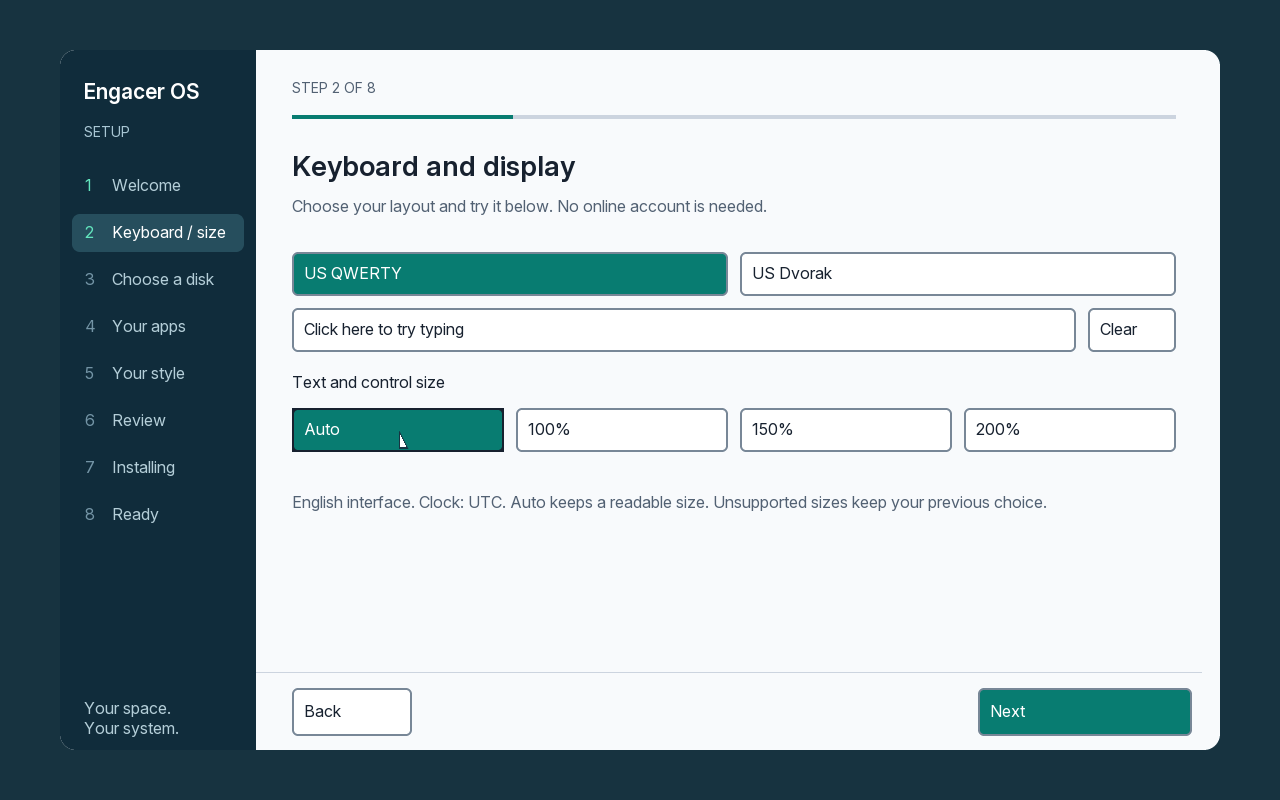 Engacer OS
SETUP
1 Welcome
2 Keyboard / size
3 Choose a disk
4 Your apps
5 Your style
6 Review
7 Installing
8 Ready
Your space.
Your system.
STEP 2 OF 8
Keyboard and display
Choose your layout and try it below. No online account is needed.
US QWERTY US Dvorak
Click here to try typing Clear
Text and control size
Auto 100% 150% 200%
English interface. Clock: UTC. Auto keeps a readable size. Unsupported sizes keep your previous choice.
Back Next